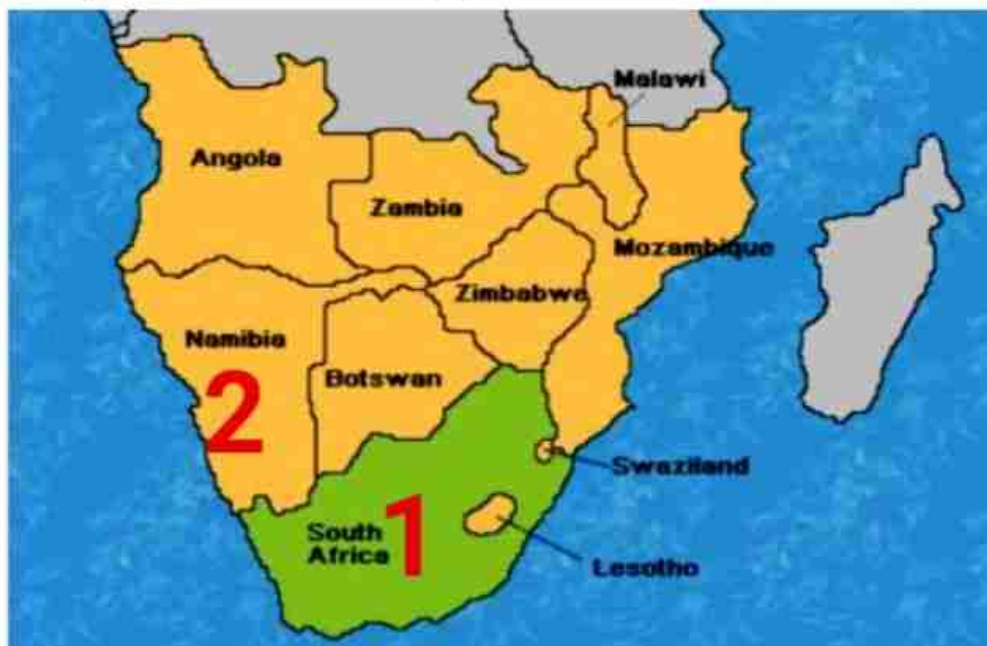 Malawi
Angola
Zambia
Mozambique
Zimbabwe
Namibia
Botswan
2
Swaziland
1
South
Africa
Lesotho